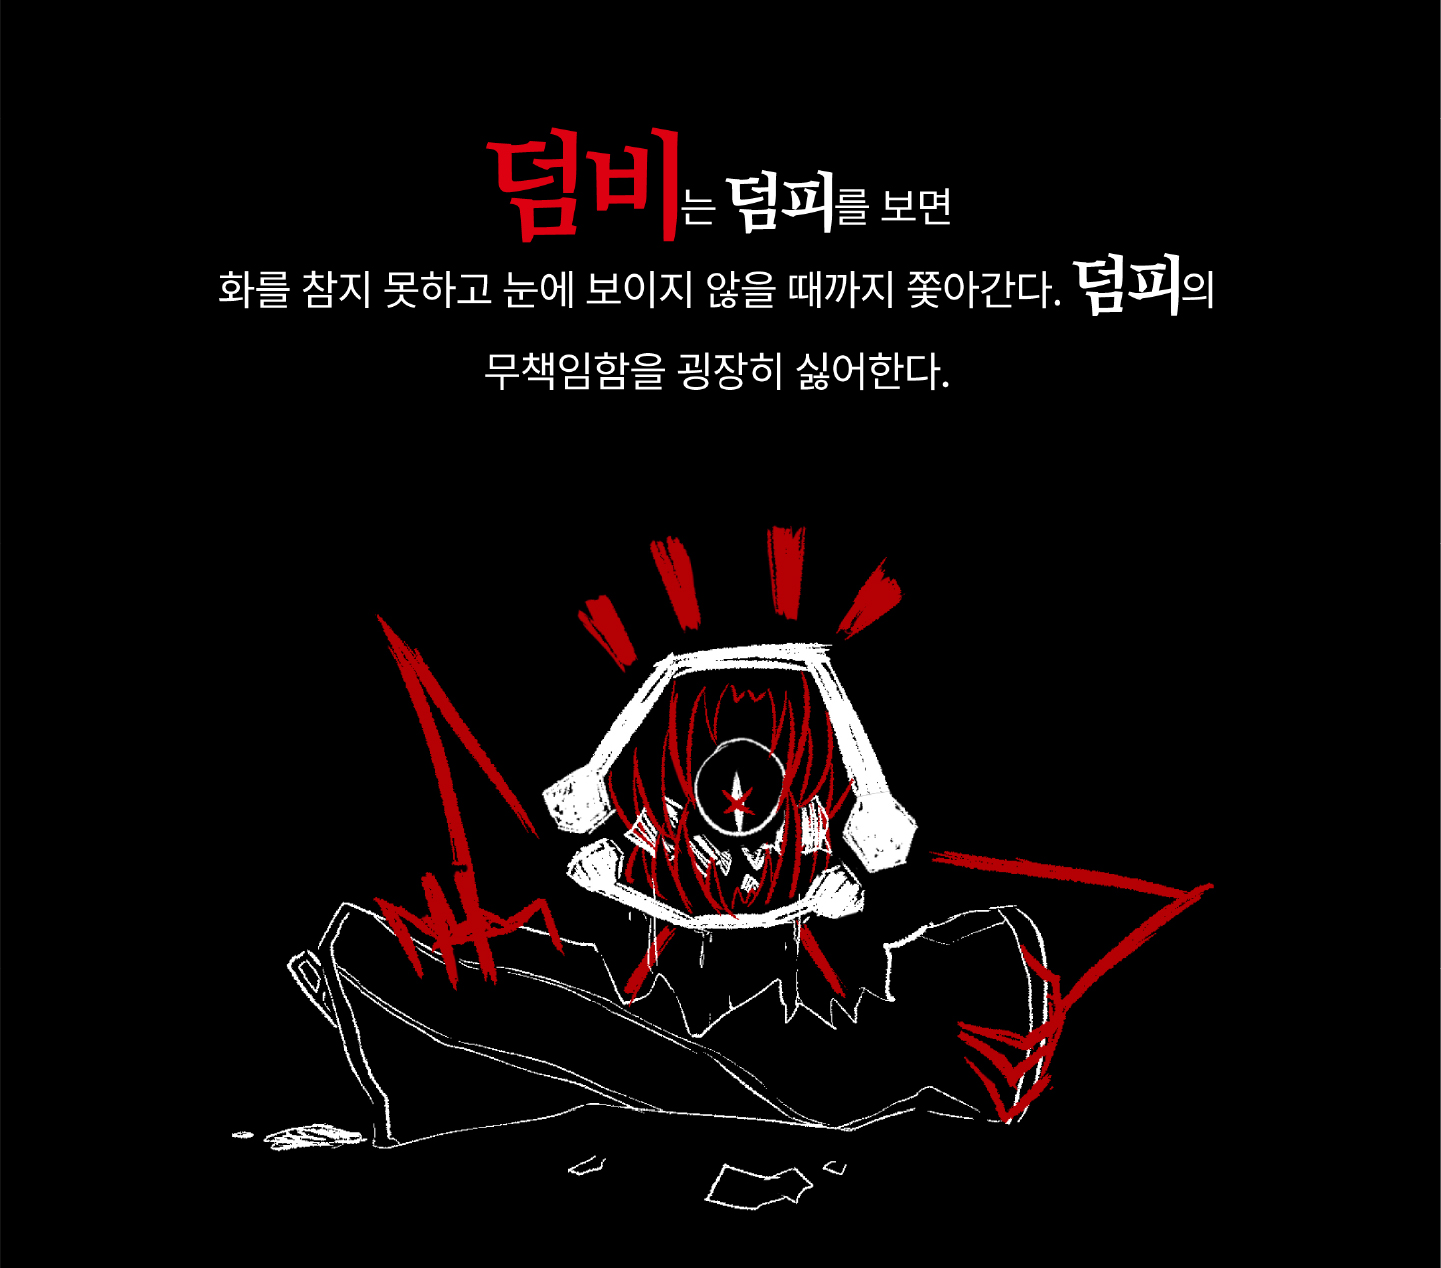 덤비는 덤피를 보면
화를 참지 못하고 눈에 보이지 않을 때까지 쫓아간다. 덤피의
무책임함을 굉장히 싫어한다.